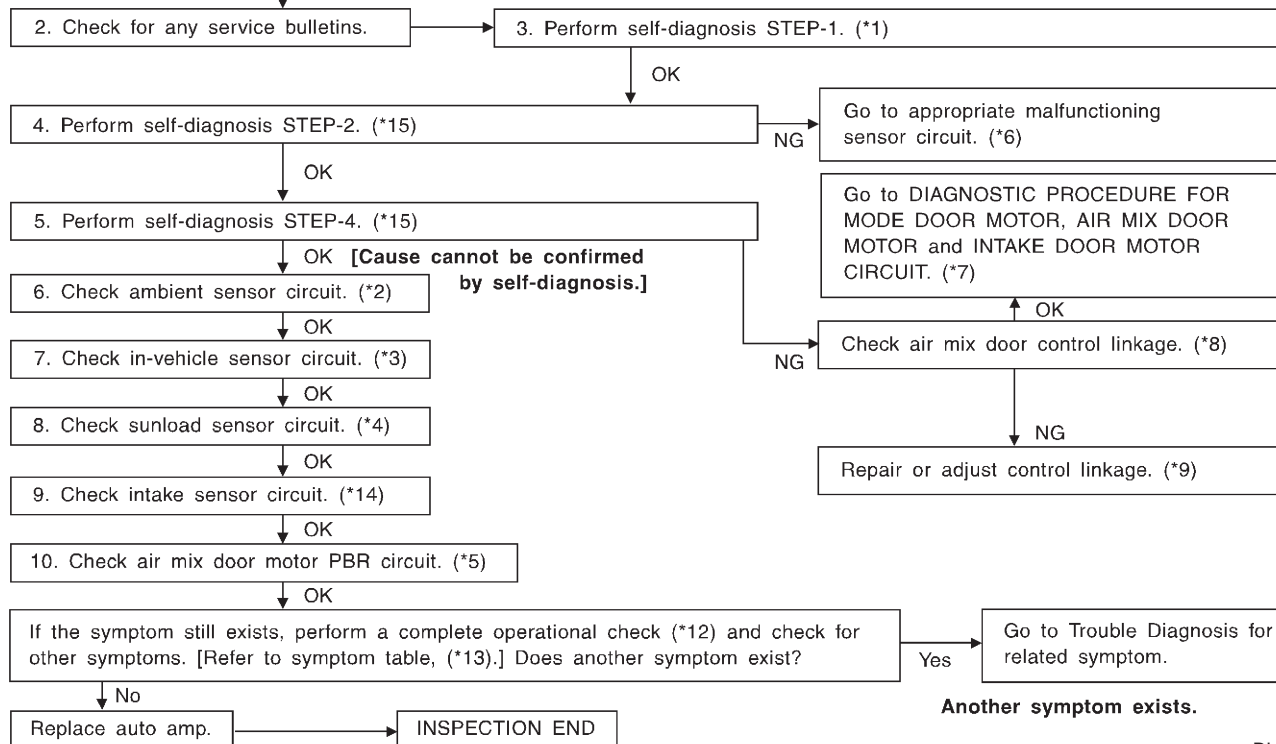 2. Check for any service bulletins.
3. Perform self-diagnosis STEP-1. (*1)
OK
4. Perform self-diagnosis STEP-2. (*15)
NG
Go to appropriate malfunctioning
sensor circuit. (*6)
OK
5. Perform self-diagnosis STEP-4. (*15)
Go to DIAGNOSTIC PROCEDURE FOR
MODE DOOR MOTOR, AIR MIX DOOR
MOTOR and INTAKE DOOR MOTOR
CIRCUIT. (*7)
OK [Cause cannot be confirmed
by self-diagnosis.]
OK
NG
Check air mix door control linkage. (*8)
NG
Repair or adjust control linkage. (*9)
6. Check ambient sensor circuit. (*2)
OK
7. Check in-vehicle sensor circuit. (*3)
OK
8. Check sunload sensor circuit. (*4)
OK
9. Check intake sensor circuit. (*14)
OK
10. Check air mix door motor PBR circuit. (*5)
OK
If the symptom still exists, perform a complete operational check (*12) and check for
other symptoms. [Refer to symptom table, (*13).] Does another symptom exist?
Yes
Go to Trouble Diagnosis for
related symptom.
Another symptom exists.
No
Replace auto amp.
INSPECTION END